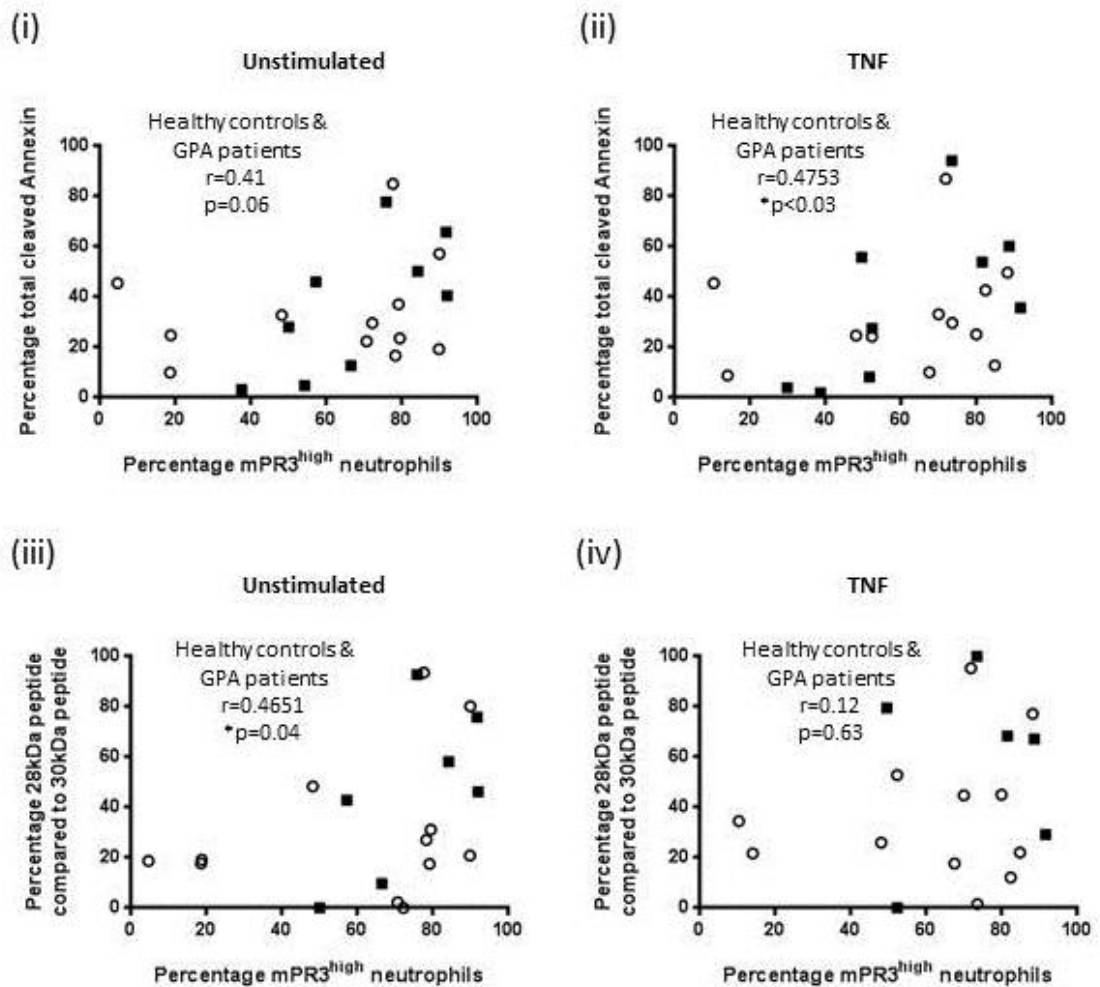 (i)
Unstimulated
Healthy controls &
GPA patients
r=0.41
p=0.06
Percentage total cleaved Annexin
100
80
60
40
20
0
0 20 40 60 80 100
Percentage mPR3high neutrophils
(ii)
TNF
Healthy controls &
GPA patients
r=0.4753
*p<0.03
Percentage total cleaved Annexin
100
80
60
40
20
0
0 20 40 60 80 100
Percentage mPR3high neutrophils
(iii)
Unstimulated
Healthy controls &
GPA patients
r=0.4651
*p=0.04
Percentage 28kDa peptide
compared to 30kDa peptide
100
80
60
40
20
0
0 20 40 60 80 100
Percentage mPR3high neutrophils
(iv)
TNF
Healthy controls &
GPA patients
r=0.12
p=0.63
Percentage 28kDa peptide
compared to 30kDa peptide
100
80
60
40
20
0
0 20 40 60 80 100
Percentage mPR3high neutrophils